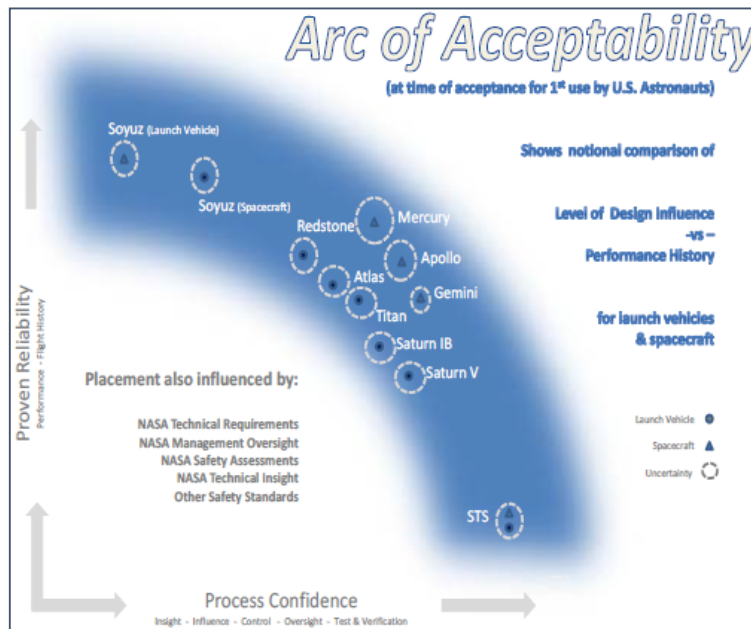 Arc of Acceptability
(at time of acceptance for 1st use by U.S. Astronauts)
Shows notional comparison of
Level of Design Influence
-vs –
Performance History
for launch vehicles
& spacecraft
Soyuz (Launch Vehicle)
Soyuz (Spacecraft)
Redstone
Mercury
Apollo
Atlas
Gemini
Titan
Saturn IB
Saturn V
STS
Placement also influenced by:
NASA Technical Requirements
NASA Management Oversight
NASA Safety Assessments
NASA Technical Insight
Other Safety Standards
Launch Vehicle
Spacecraft
Uncertainty
Proven Reliability
Performance - Flight History
Process Confidence
Insight - Influence - Control - Oversight - Test & Verification